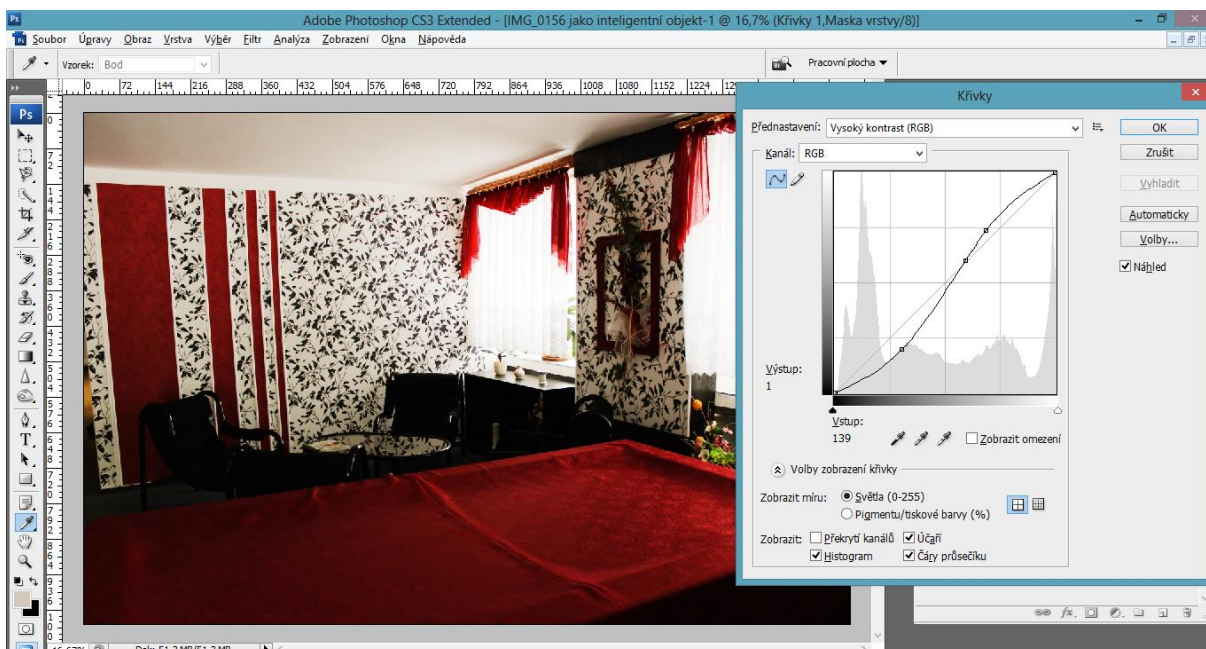 Ps
Adobe Photoshop CS3 Extended - [IMG_0156 jako inteligentní objekt-1 @ 16,7% (Křivky 1,Maska vrstvy/8)]
Ps Soubor Úpravy Obraz Vrstva Výběr Filtr Analýza Zobrazení Okna Nápověda
Vzorek: Bod
Pracovní plocha
0 72 144 216 288 360 432 504 576 648 720 792 864 936 1008 1080 1152 1224
Ps
Křivky
Přednastavení: Vysoký kontrast (RGB)
OK
Kanál: RGB
Zrušit
Vyhladit
Automaticky
Volby...
Náhled
Výstup:
1
Vstup:
139
Zobrazit omezení
Volby zobrazení křivky
Zobrazit míru: Světla (0-255)
Pigmentu/tiskové barvy (%)
Zobrazit: Překrytí kanálů Účaří
Histogram Čáry průsečíku
fx